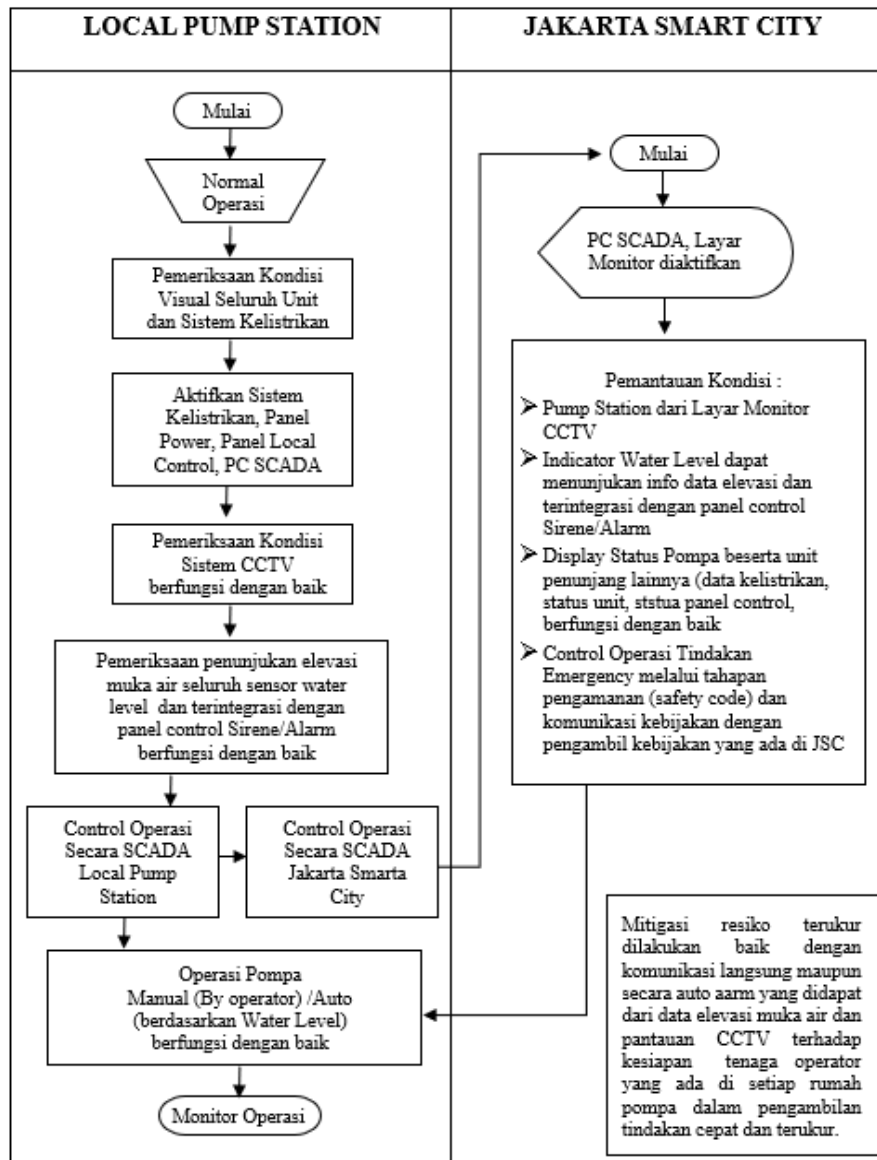 LOCAL PUMP STATION
JAKARTA SMART CITY
Mulai
Normal
Operasi
Pemeriksaan Kondisi
Visual Seluruh Unit
dan Sistem Kelistrikan
Aktifkan Sistem
Kelistrikan, Panel
Power, Panel Local
Control, PC SCADA
Pemeriksaan Kondisi
Sistem CCTV
berfungsi dengan baik
Pemeriksaan penunjukan elevasi
muka air seluruh sensor water
level dan terintegrasi dengan
panel control Sirene/Alarm
berfungsi dengan baik
Control Operasi
Secara SCADA
Local Pump
Station
Control Operasi
Secara SCADA
Jakarta Smarta
City
Operasi Pompa
Manual (By operator) /Auto
(berdasarkan Water Level)
berfungsi dengan baik
Monitor Operasi
Mulai
PC SCADA, Layar
Monitor diaktifkan
Pemantauan Kondisi :
➢ Pump Station dari Layar Monitor
CCTV
➢ Indicator Water Level dapat
menunjukan info data elevasi dan
terintegrasi dengan panel control
Sirene/Alarm
➢ Display Status Pompa beserta unit
penunjang lainnya (data kelistrikan,
status unit, ststua panel control,
berfungsi dengan baik
➢ Control Operasi Tindakan
Emergency melalui tahapan
pengamanan (safety code) dan
komunikasi kebijakan dengan
pengambil kebijakan yang ada di JSC
Mitigasi resiko terukur
dilakukan baik dengan
komunikasi langsung maupun
secara auto aarm yang didapat
dari data elevasi muka air dan
pantauan CCTV terhadap
kesiapan tenaga operator
yang ada di setiap rumah
pompa dalam pengambilan
tindakan cepat dan terukur.